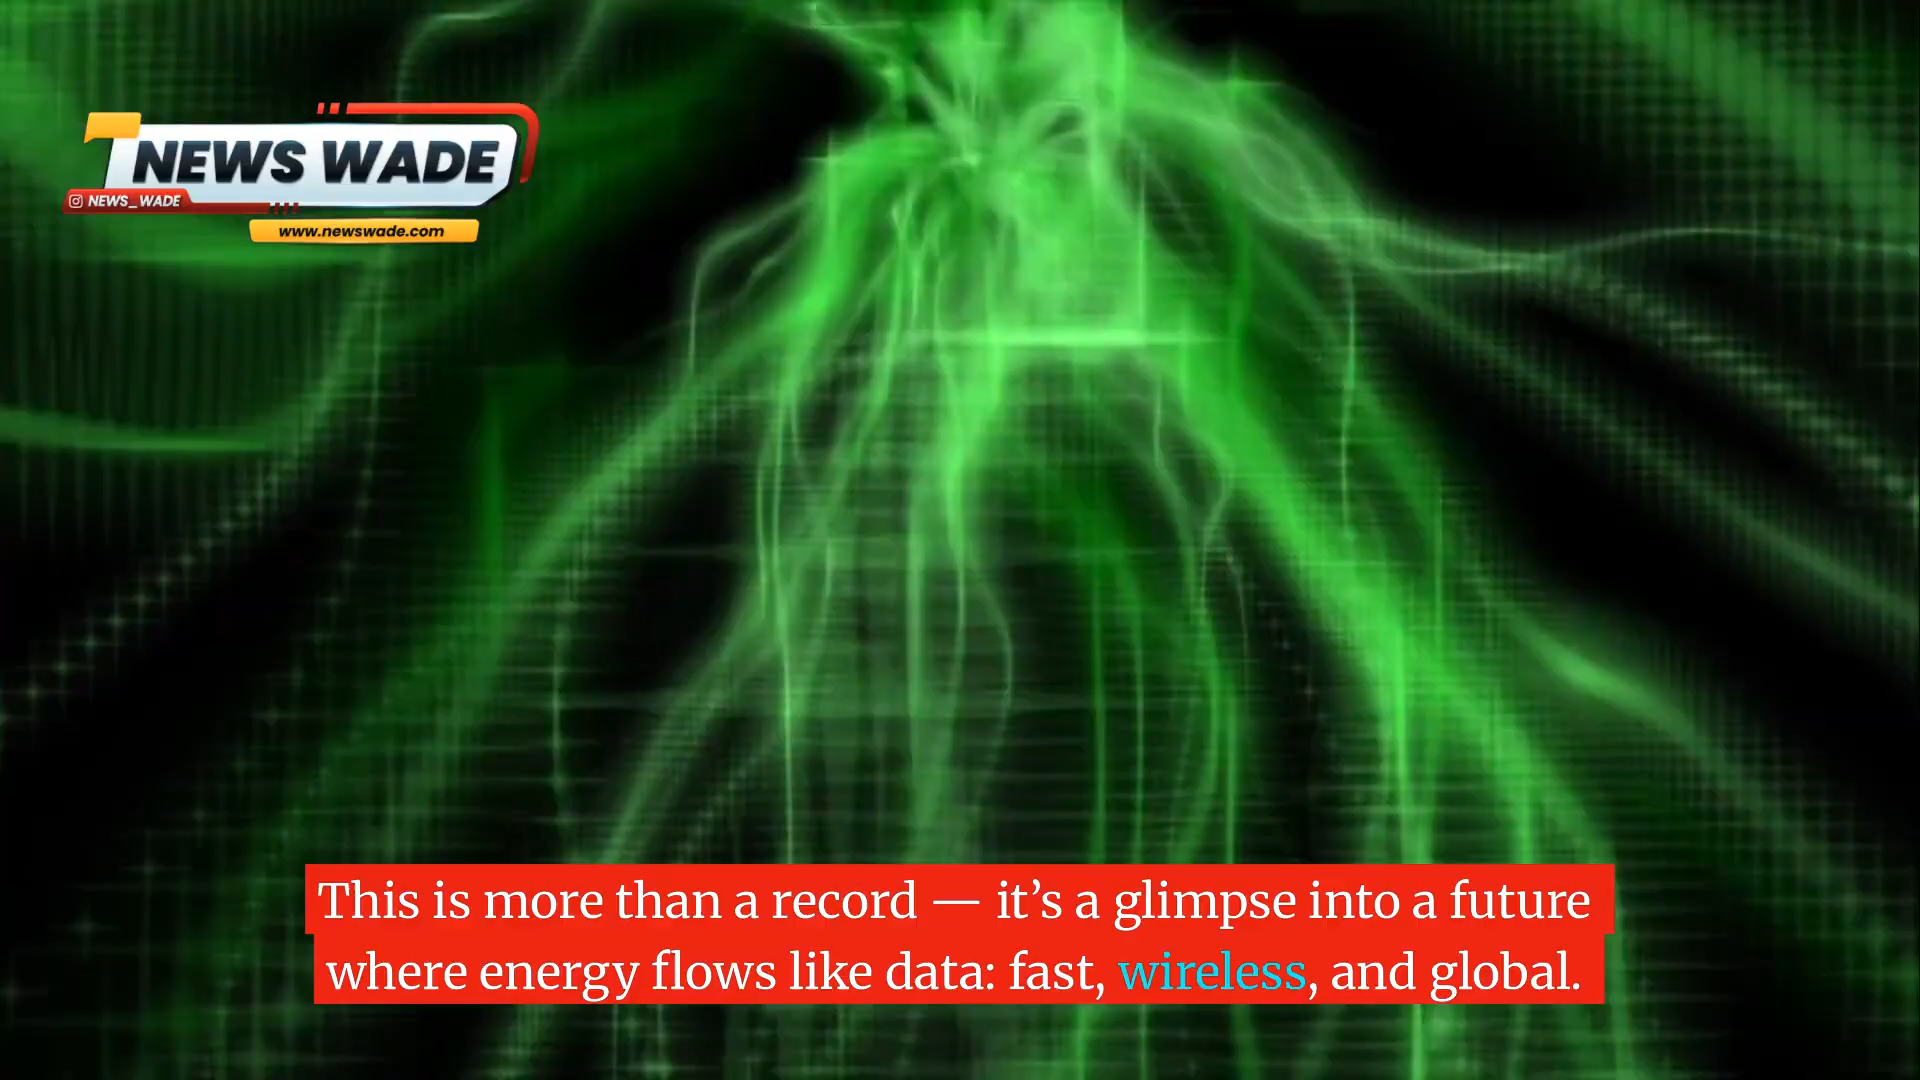 NEWS WADE
NEWS_WADE
www.newswade.com
This is more than a record — it’s a glimpse into a future
where energy flows like data: fast, wireless, and global.